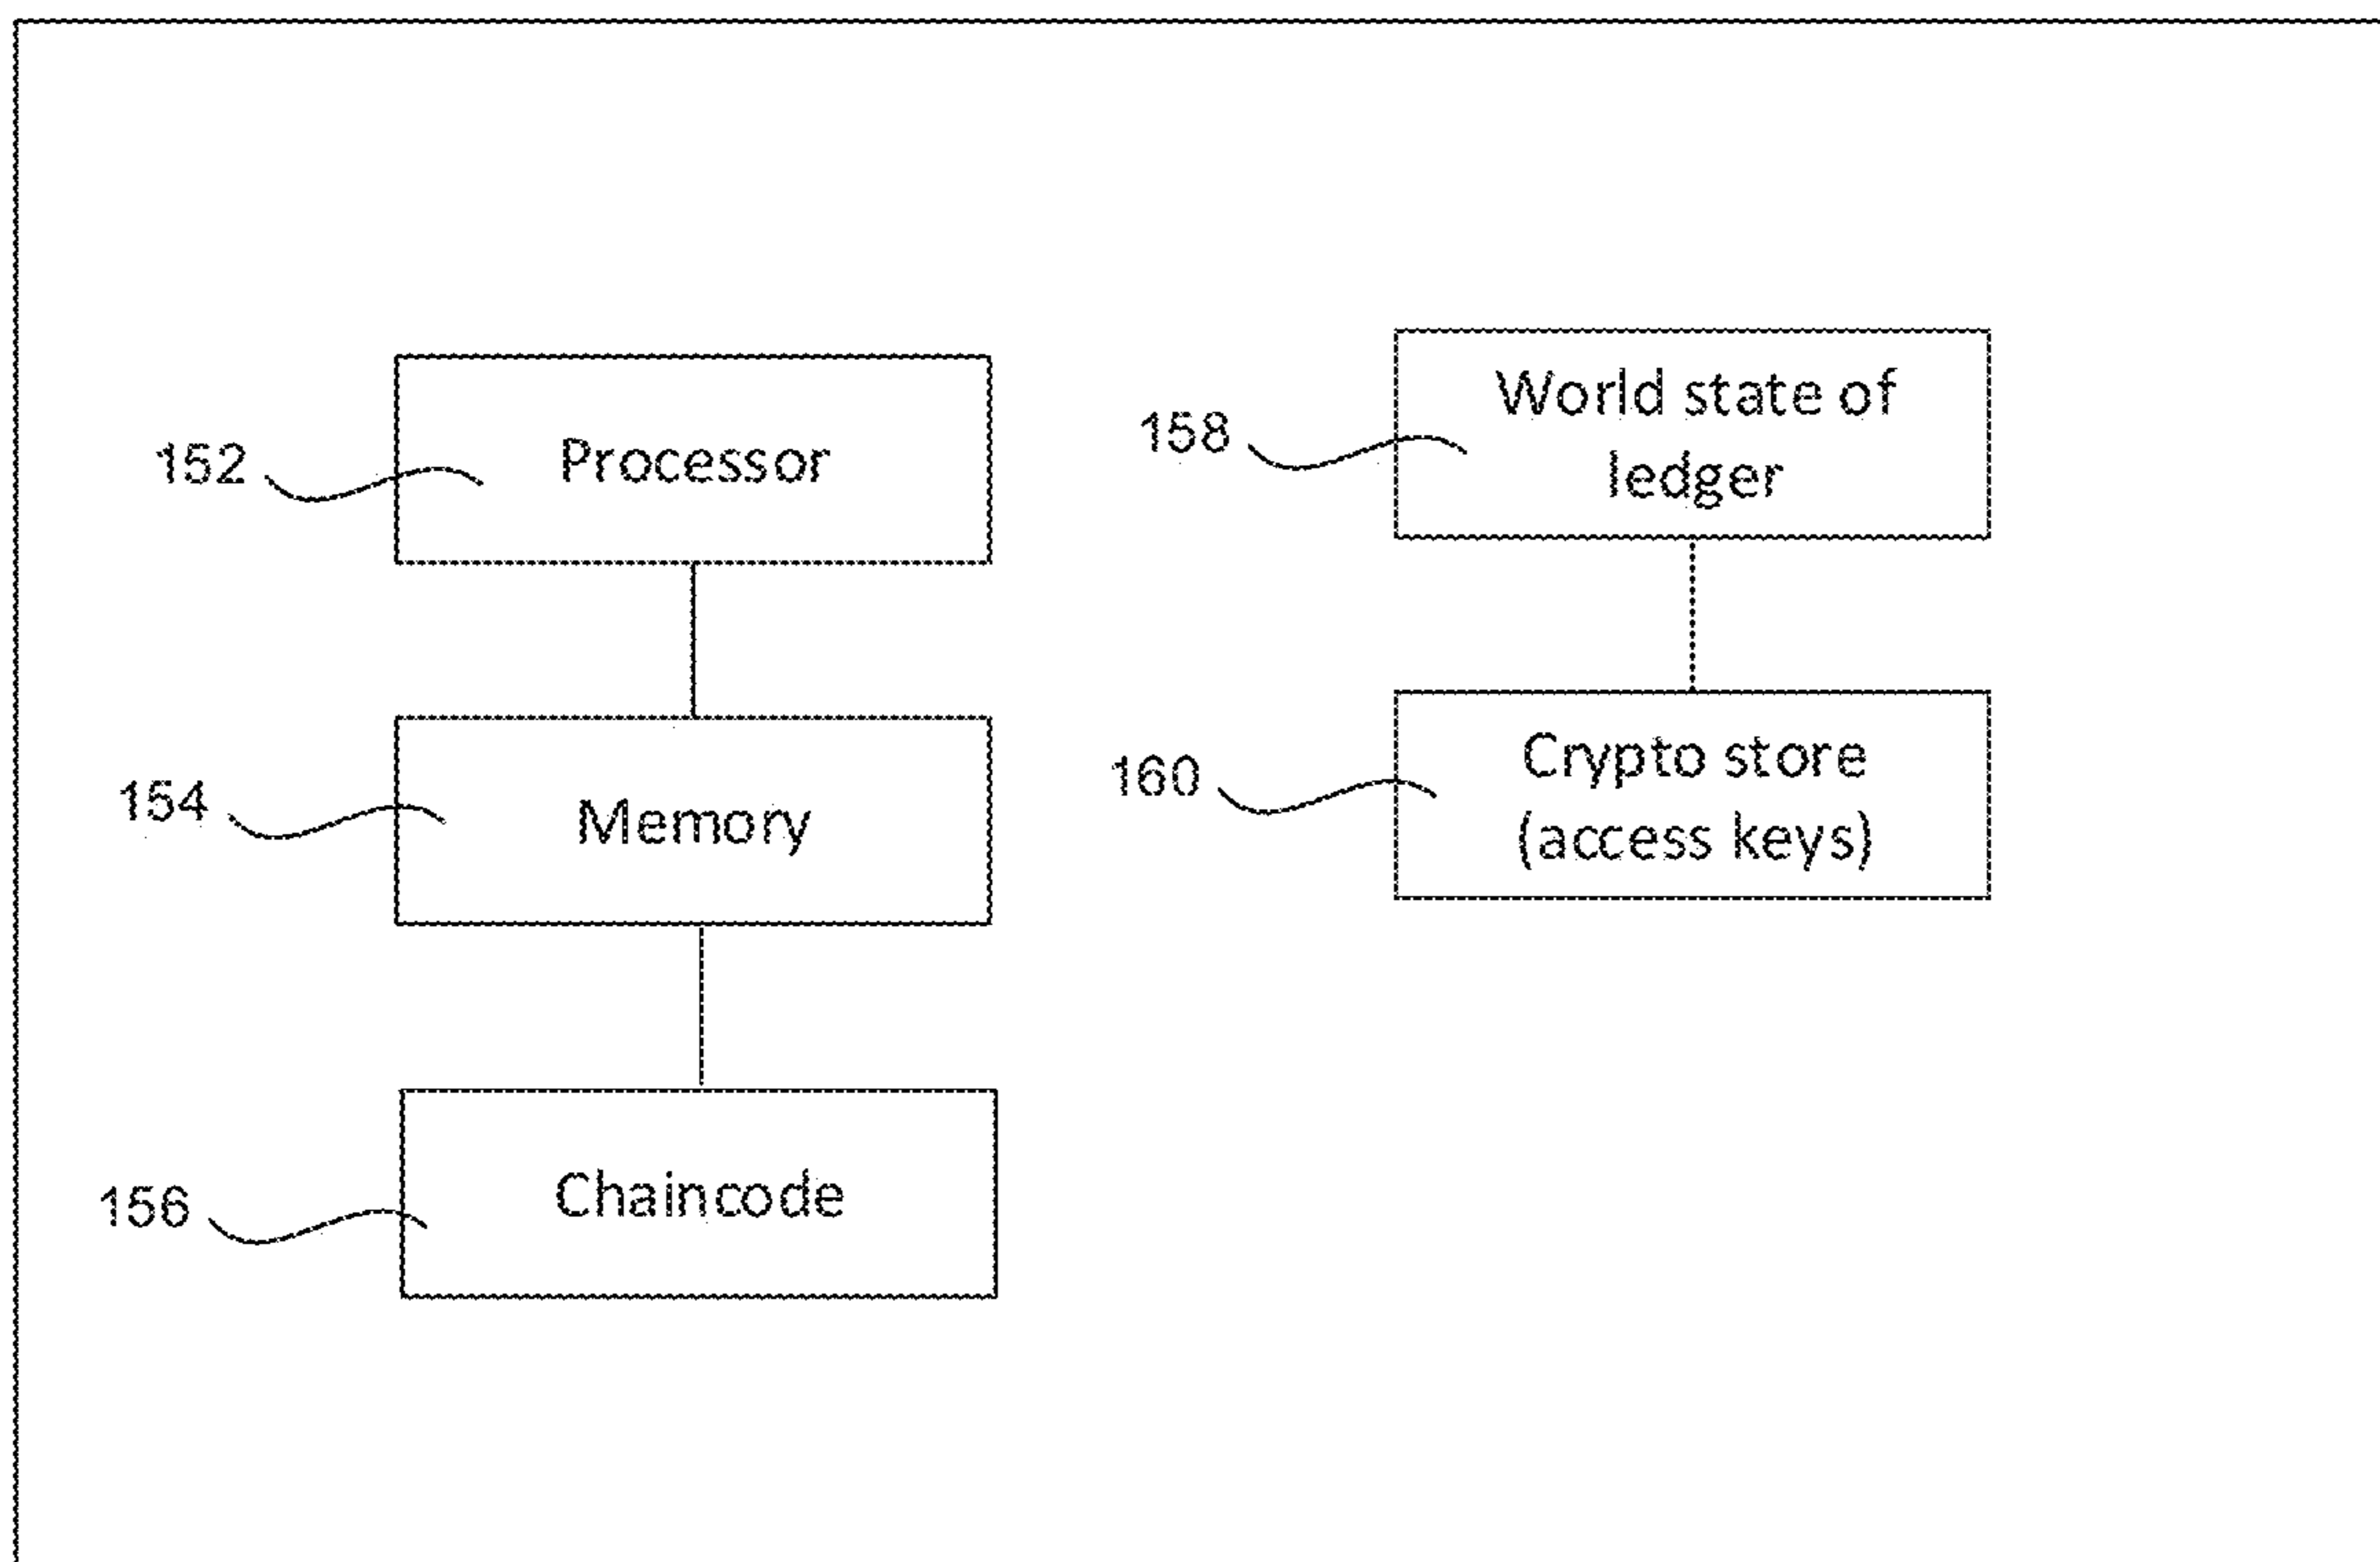 152
Processor
154
Memory
156
Chaincode
158
World state of
ledger
160
Crypto store
(access keys)